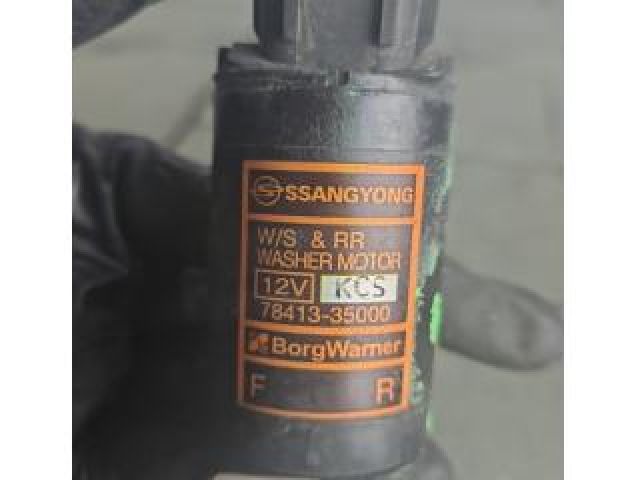 SSANGYONG
W/S & RR
WASHER MOTOR
12V KCS
78413-35000
BorgWarner
F R